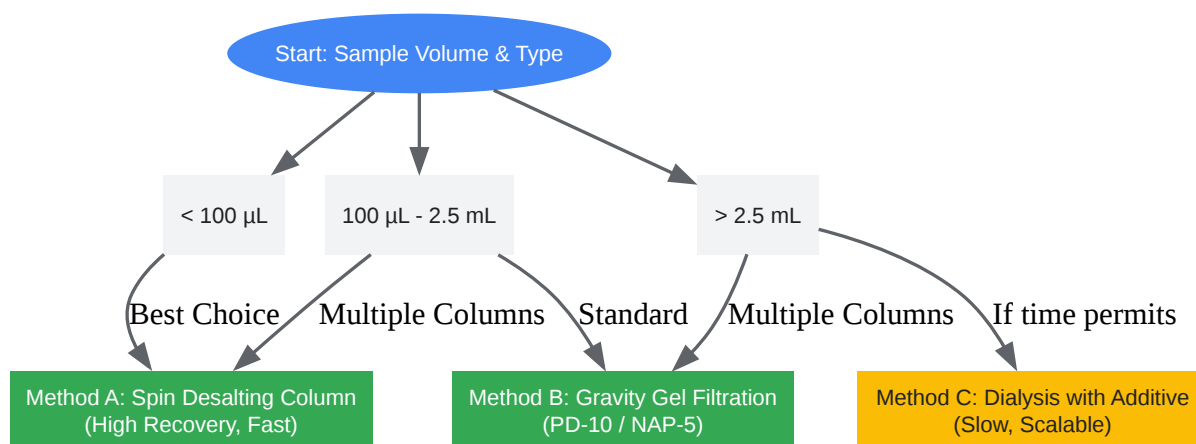 Start: Sample Volume & Type
< 100 µL
100 µL - 2.5 mL
> 2.5 mL
Best Choice
Multiple Columns
Standard
Multiple Columns
If time permits
Method A: Spin Desalting Column
(High Recovery, Fast)
Method B: Gravity Gel Filtration
(PD-10 / NAP-5)
Method C: Dialysis with Additive
(Slow, Scalable)